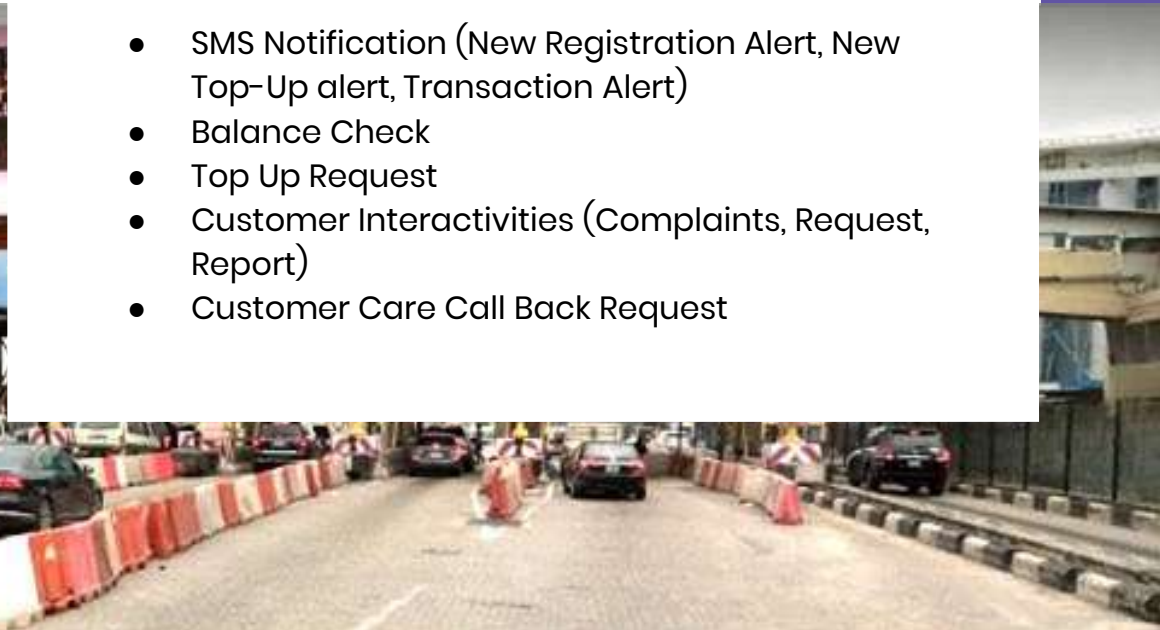 ● SMS Notification (New Registration Alert, New
Top-Up alert, Transaction Alert)
● Balance Check
● Top Up Request
● Customer Interactivities (Complaints, Request,
Report)
● Customer Care Call Back Request